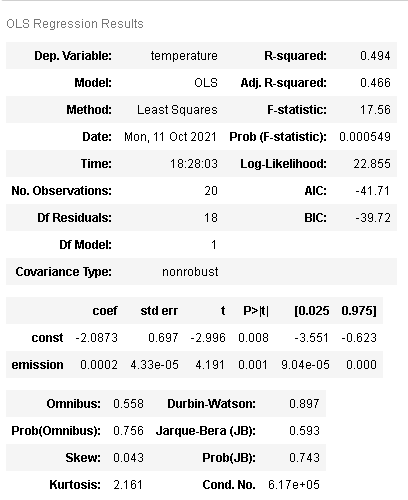 OLS Regression Results
Dep. Variable: temperature R-squared: 0.494
Model: OLS Adj. R-squared: 0.466
Method: Least Squares F-statistic: 17.56
Date: Mon, 11 Oct 2021 Prob (F-statistic): 0.000549
Time: 18:28:03 Log-Likelihood: 22.855
No. Observations: 20 AIC: -41.71
Df Residuals: 18 BIC: -39.72
Df Model: 1
Covariance Type: nonrobust
coef std err t P>|t| [0.025 0.975]
const -2.0873 0.697 -2.996 0.008 -3.551 -0.623
emission 0.0002 4.33e-05 4.191 0.001 9.04e-05 0.000
Omnibus: 0.558 Durbin-Watson: 0.897
Prob(Omnibus): 0.756 Jarque-Bera (JB): 0.593
Skew: 0.043 Prob(JB): 0.743
Kurtosis: 2.161 Cond. No. 6.17e+05